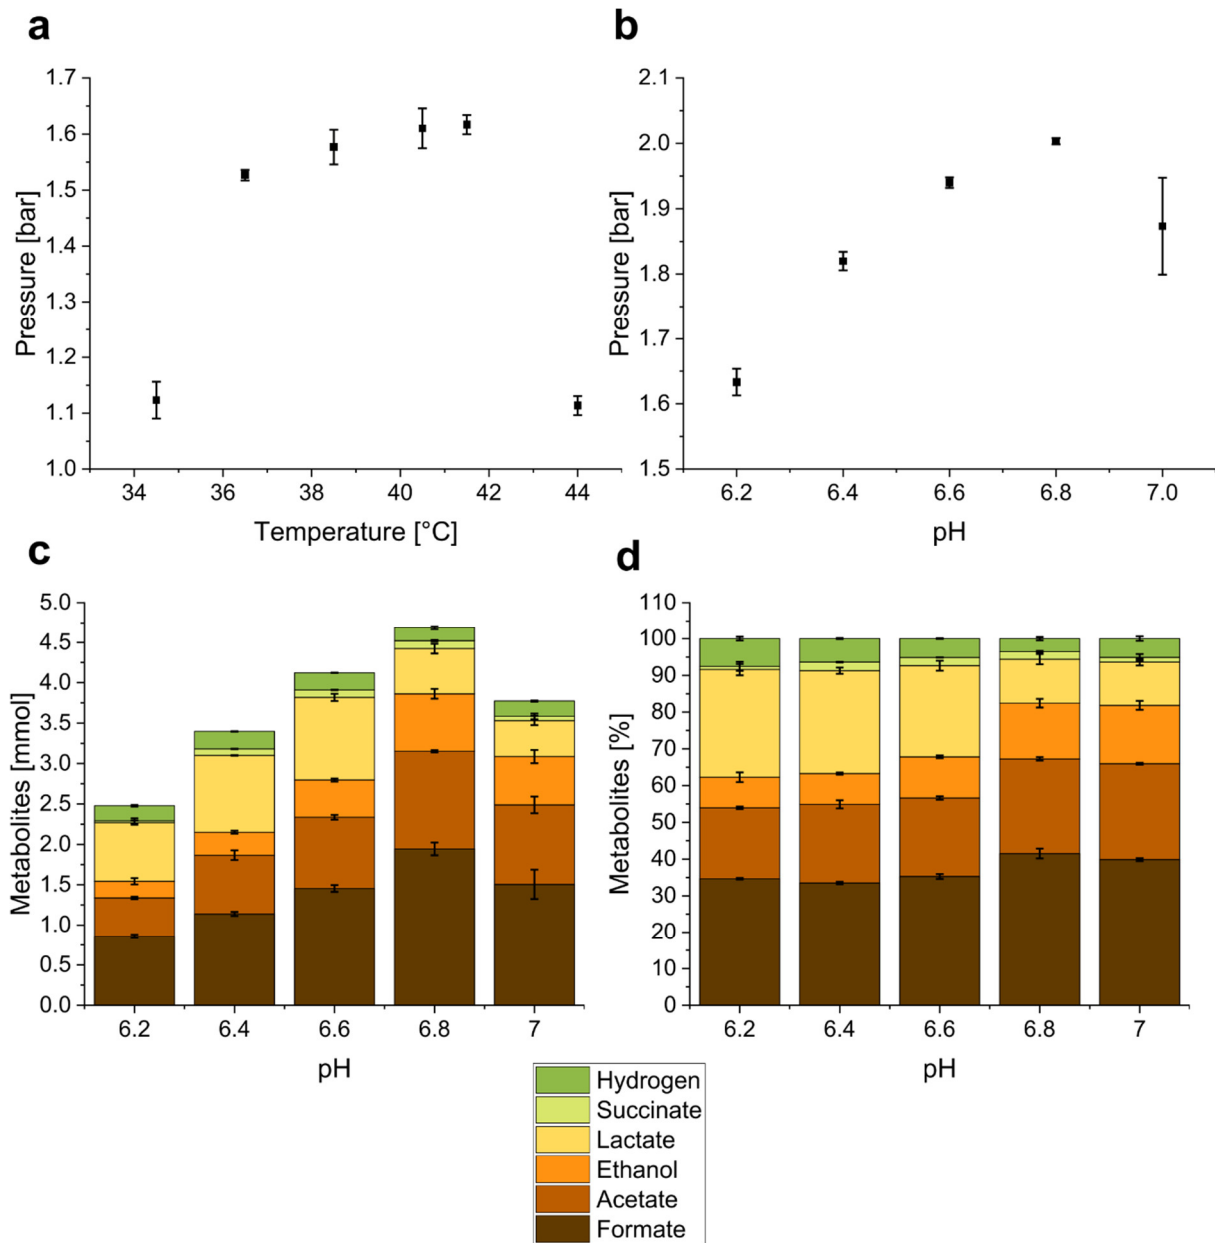 a
Pressure [bar]
1.7
1.6
1.5
1.4
1.3
1.2
1.1
1.0
34 36 38 40 42 44
Temperature [°C]
b
Pressure [bar]
2.1
2.0
1.9
1.8
1.7
1.6
1.5
6.2 6.4 6.6 6.8 7.0
pH
c
Metabolites [mmol]
5.0
4.5
4.0
3.5
3.0
2.5
2.0
1.5
1.0
0.5
0.0
6.2 6.4 6.6 6.8 7
pH
d
Metabolites [%]
110
100
90
80
70
60
50
40
30
20
10
0
6.2 6.4 6.6 6.8 7
pH
Hydrogen
Succinate
Lactate
Ethanol
Acetate
Formate